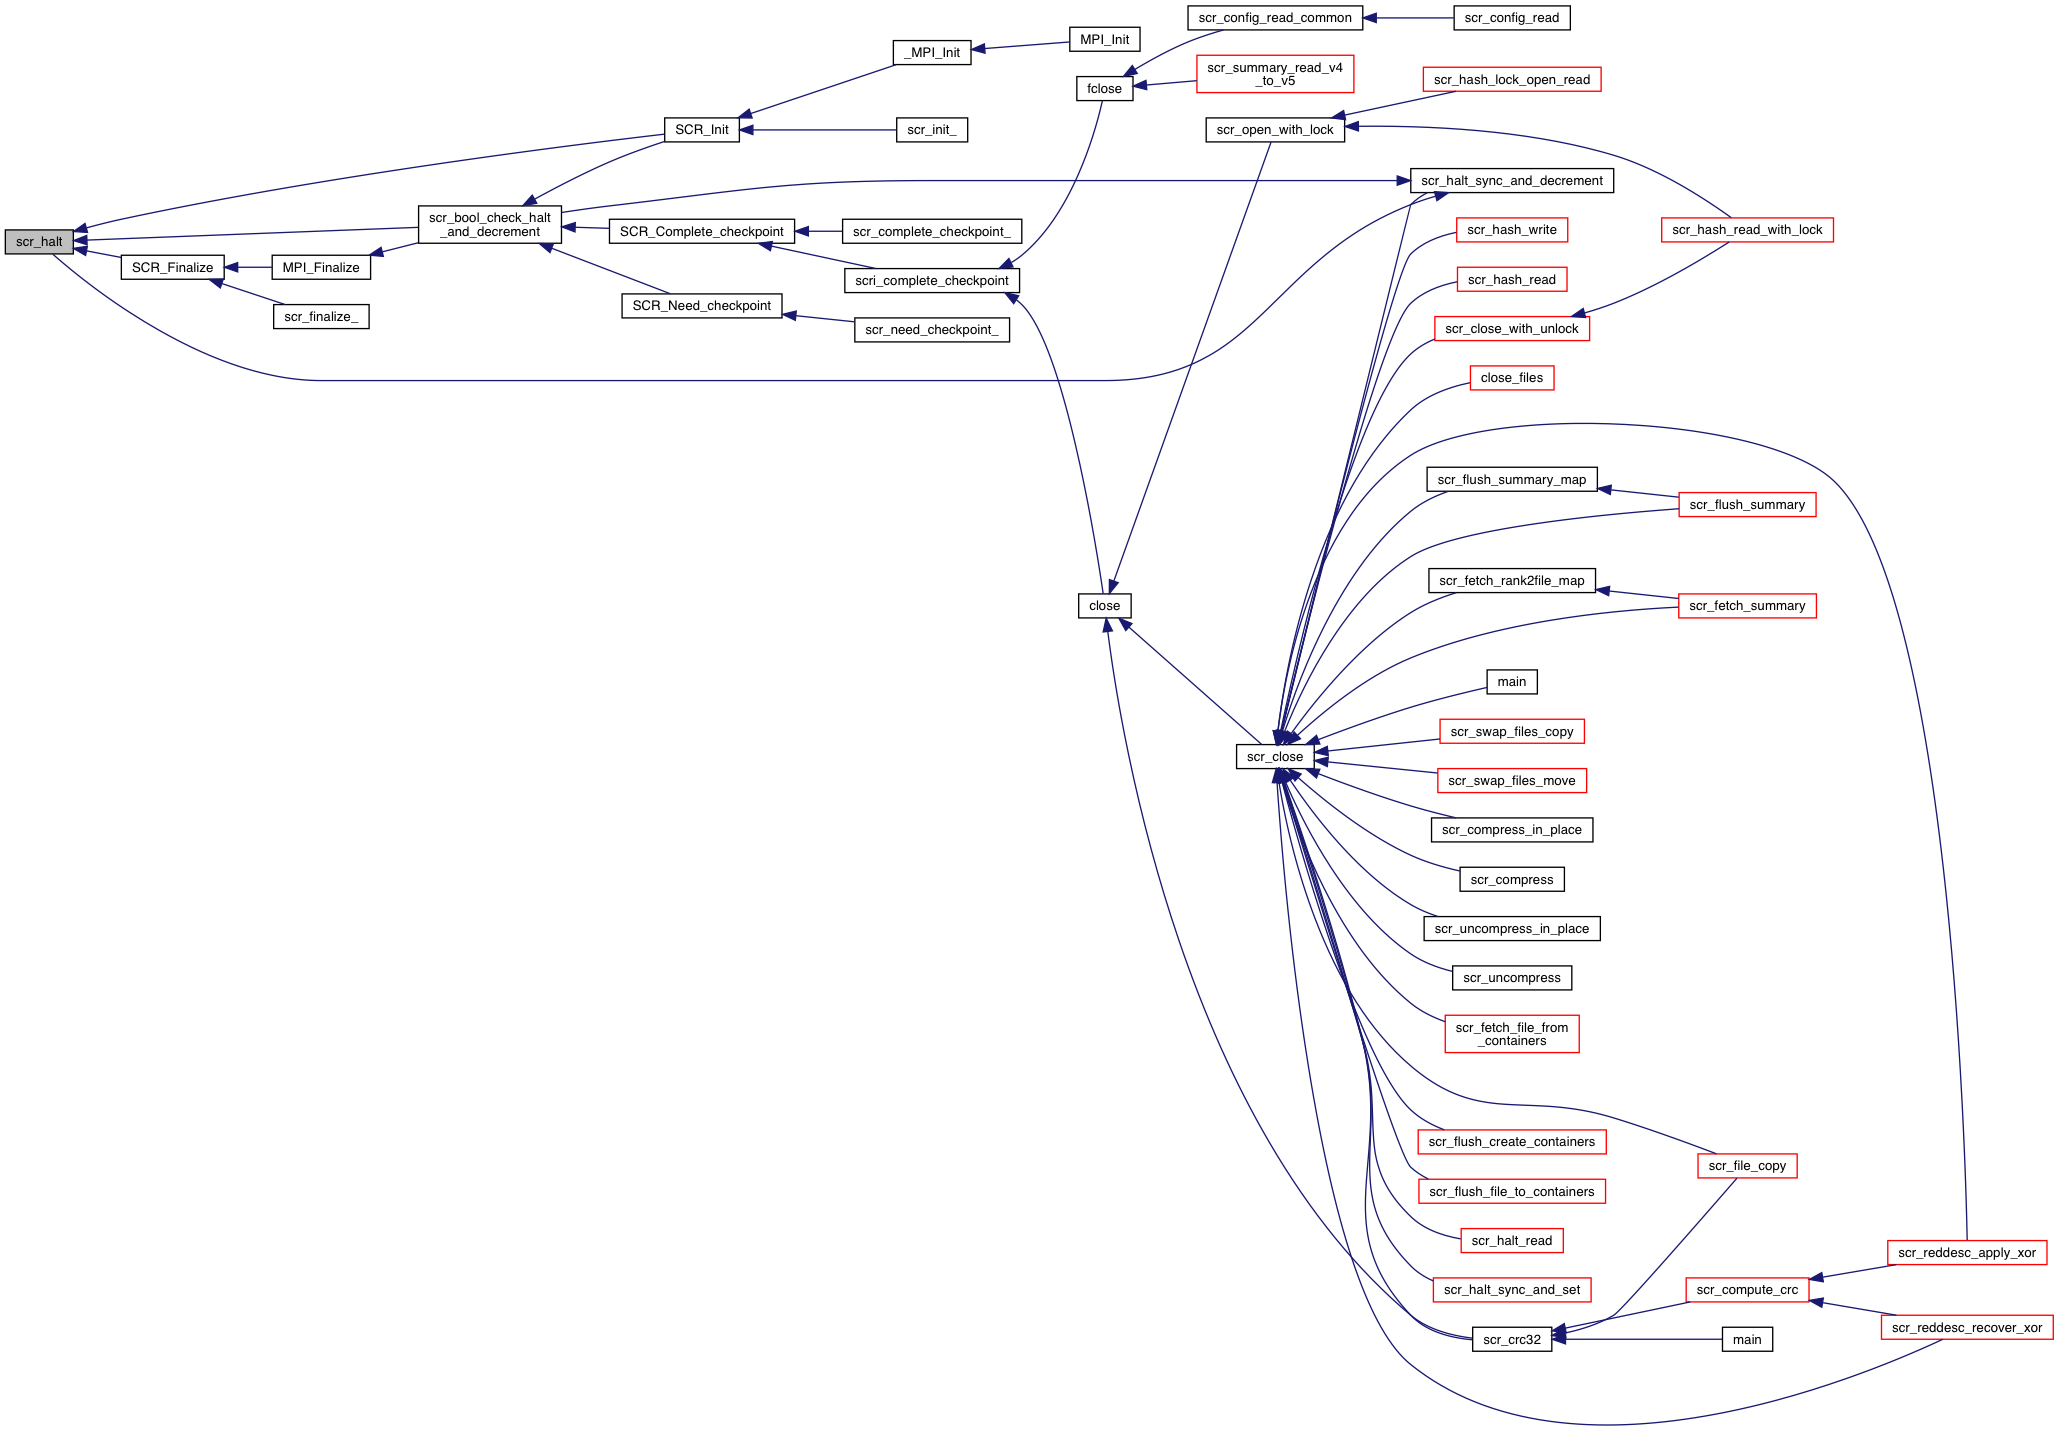 scr_config_read_common
scr_config_read
MPI_Init
_MPI_Init
scr_summary_read_v4
_to_v5
scr_hash_lock_open_read
fclose
SCR_Init
scr_init_
scr_open_with_lock
scr_halt_sync_and_decrement
scr_bool_check_halt
_and_decrement
SCR_Complete_checkpoint
scr_complete_checkpoint_
scr_hash_write
scr_hash_read_with_lock
scr_halt
SCR_Finalize
MPI_Finalize
scri_complete_checkpoint
scr_hash_read
SCR_Need_checkpoint
scr_finalize_
scr_need_checkpoint_
scr_close_with_unlock
close_files
scr_flush_summary_map
scr_flush_summary
scr_fetch_rank2file_map
close
scr_fetch_summary
main
scr_swap_files_copy
scr_close
scr_swap_files_move
scr_compress_in_place
scr_compress
scr_uncompress_in_place
scr_uncompress
scr_fetch_file_from
_containers
scr_flush_create_containers
scr_file_copy
scr_flush_file_to_containers
scr_halt_read
scr_reddesc_apply_xor
scr_halt_sync_and_set
scr_compute_crc
scr_reddesc_recover_xor
scr_crc32
main